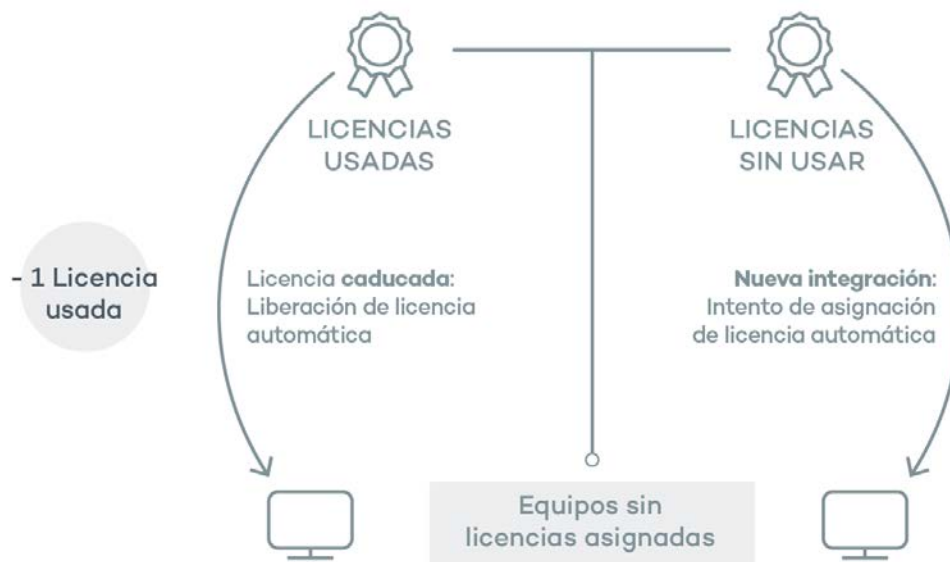 LICENCIAS
USADAS
LICENCIAS
SIN USAR
- 1 Licencia
usada
Licencia caducada:
Liberación de licencia
automática
Nueva integración:
Intento de asignación
de licencia automática
Equipos sin
licencias asignadas